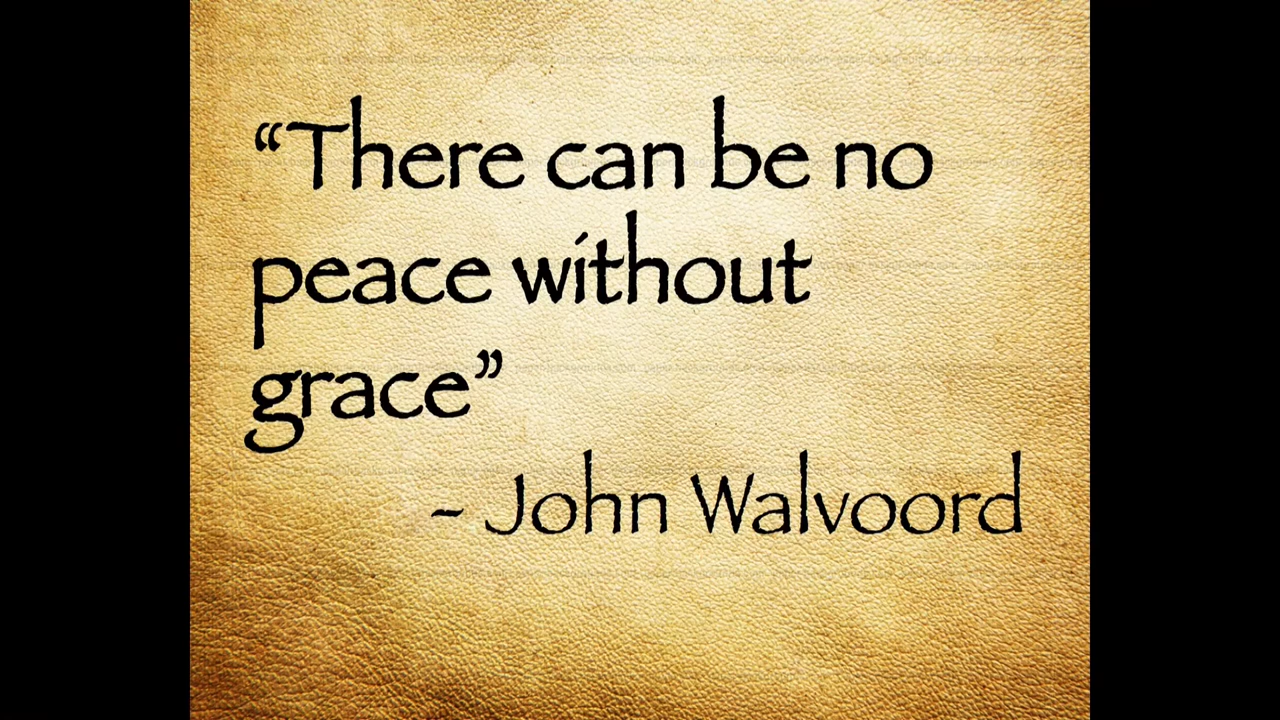 “There can be no
peace without
grace”
- John Walvoord